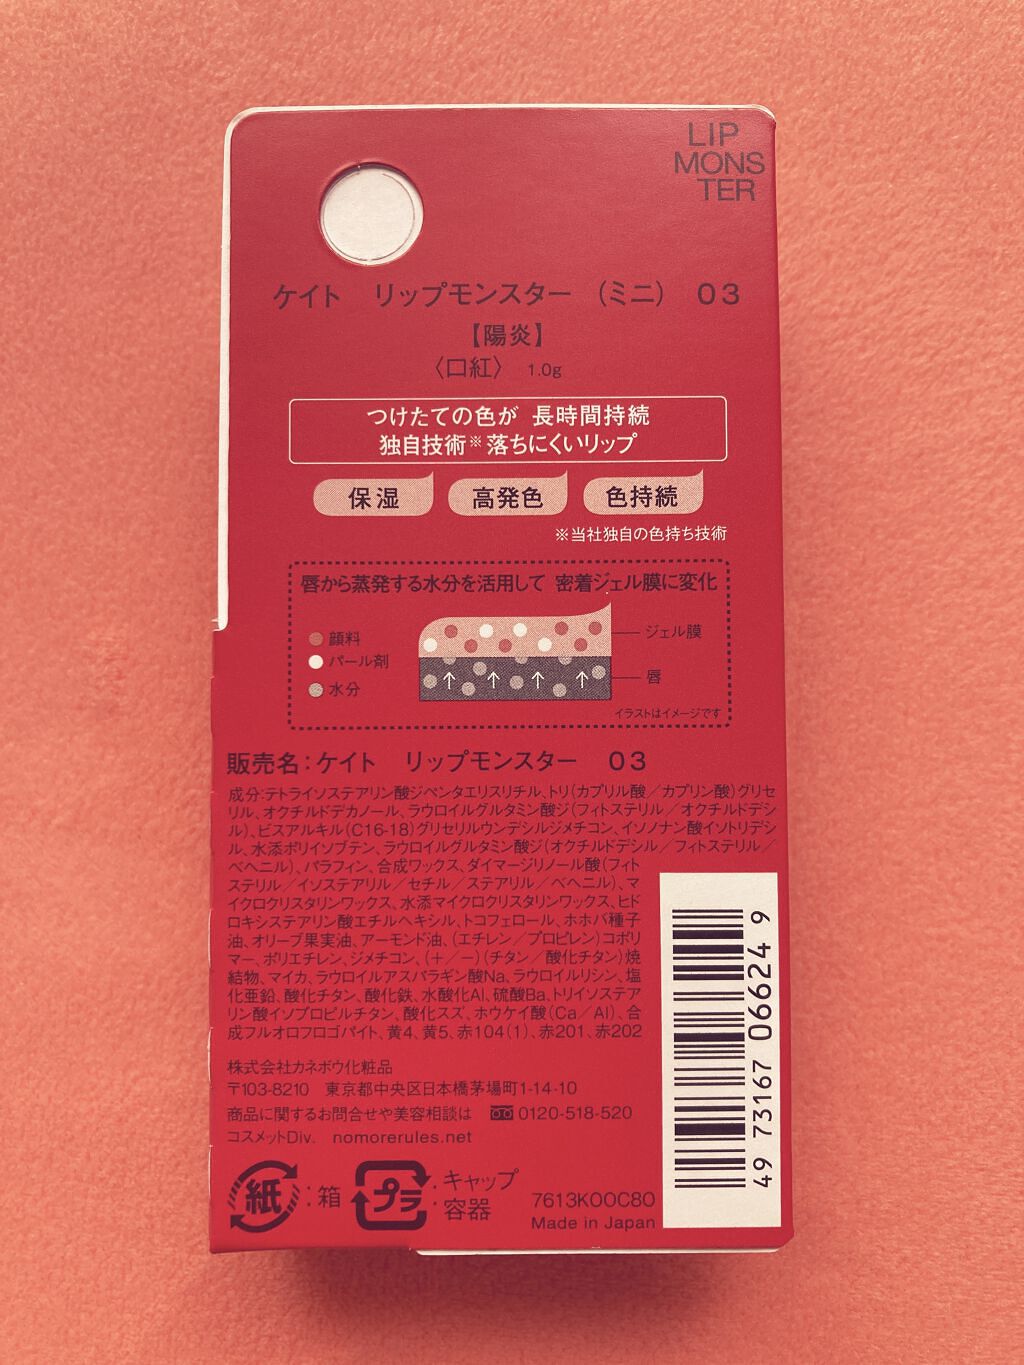 LIP
MONS
TER
ケイト　リップモンスター　（ミニ）　03
【陽炎】
〈口紅〉　1.0g
つけたての色が　長時間持続
独自技術※落ちにくいリップ
保湿
高発色
色持続
※当社独自の色持ち技術
唇から蒸発する水分を活用して　密着ジェル膜に変化
顔料
パール剤
水分
ジェル膜
唇
イラストはイメージです
販売名：ケイト　リップモンスター　03
成分：テトライソステアリン酸ジペンタエリスリチル、トリ（カプリル酸／カプリン酸）グリセ
リル、オクチルドデカノール、ラウロイルグルタミン酸ジ（フィトステリル／オクチルドデシ
ル）、ビスアルキル（C16-18）グリセリルウンデシルジメチコン、イソノナン酸イソトリデシ
ル、水添ポリイソブテン、ラウロイルグルタミン酸ジ（オクチルドデシル／フィトステリル／
ベヘニル）、パラフィン、合成ワックス、ダイマージリノール酸（フィト
ステリル／イソステアリル／セチル／ステアリル／ベヘニル）、マ
イクロクリスタリンワックス、水添マイクロクリスタリンワックス、ヒド
ロキシステアリン酸エチルヘキシル、トコフェロール、ホホバ種子
油、オリーブ果実油、アーモンド油、（エチレン／プロピレン）コポリ
マー、ポリエチレン、ジメチコン、（＋／－）（チタン／酸化チタン）焼
結物、マイカ、ラウロイルアスパラギン酸Na、ラウロイルリシン、塩
化亜鉛、酸化チタン、酸化鉄、水酸化Al、硫酸Ba、トリイソステア
リン酸イソプロピルチタン、酸化スズ、ホウケイ酸（Ca／Al）、合
成フルオロフロゴパイト、黄4、黄5、赤104（1）、赤201、赤202
株式会社カネボウ化粧品
〒103-8210　東京都中央区日本橋茅場町1-14-10
商品に関するお問合せや美容相談は　0120-518-520
コスメットDiv.　nomorerules.net
紙：箱
プラ：キャップ
：容器
7613K00C80
Made in Japan
49 73167 06624 9